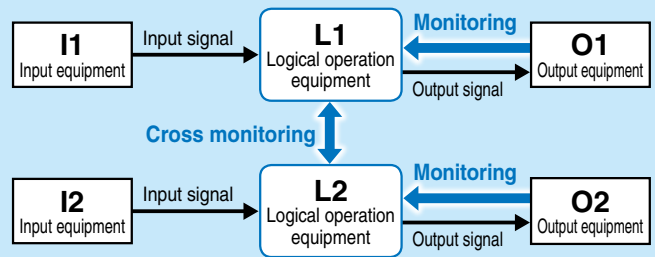 I1
Input equipment
Input signal
L1
Logical operation
equipment
Monitoring
Output signal
O1
Output equipment
Cross monitoring
I2
Input equipment
Input signal
L2
Logical operation
equipment
Monitoring
Output signal
O2
Output equipment